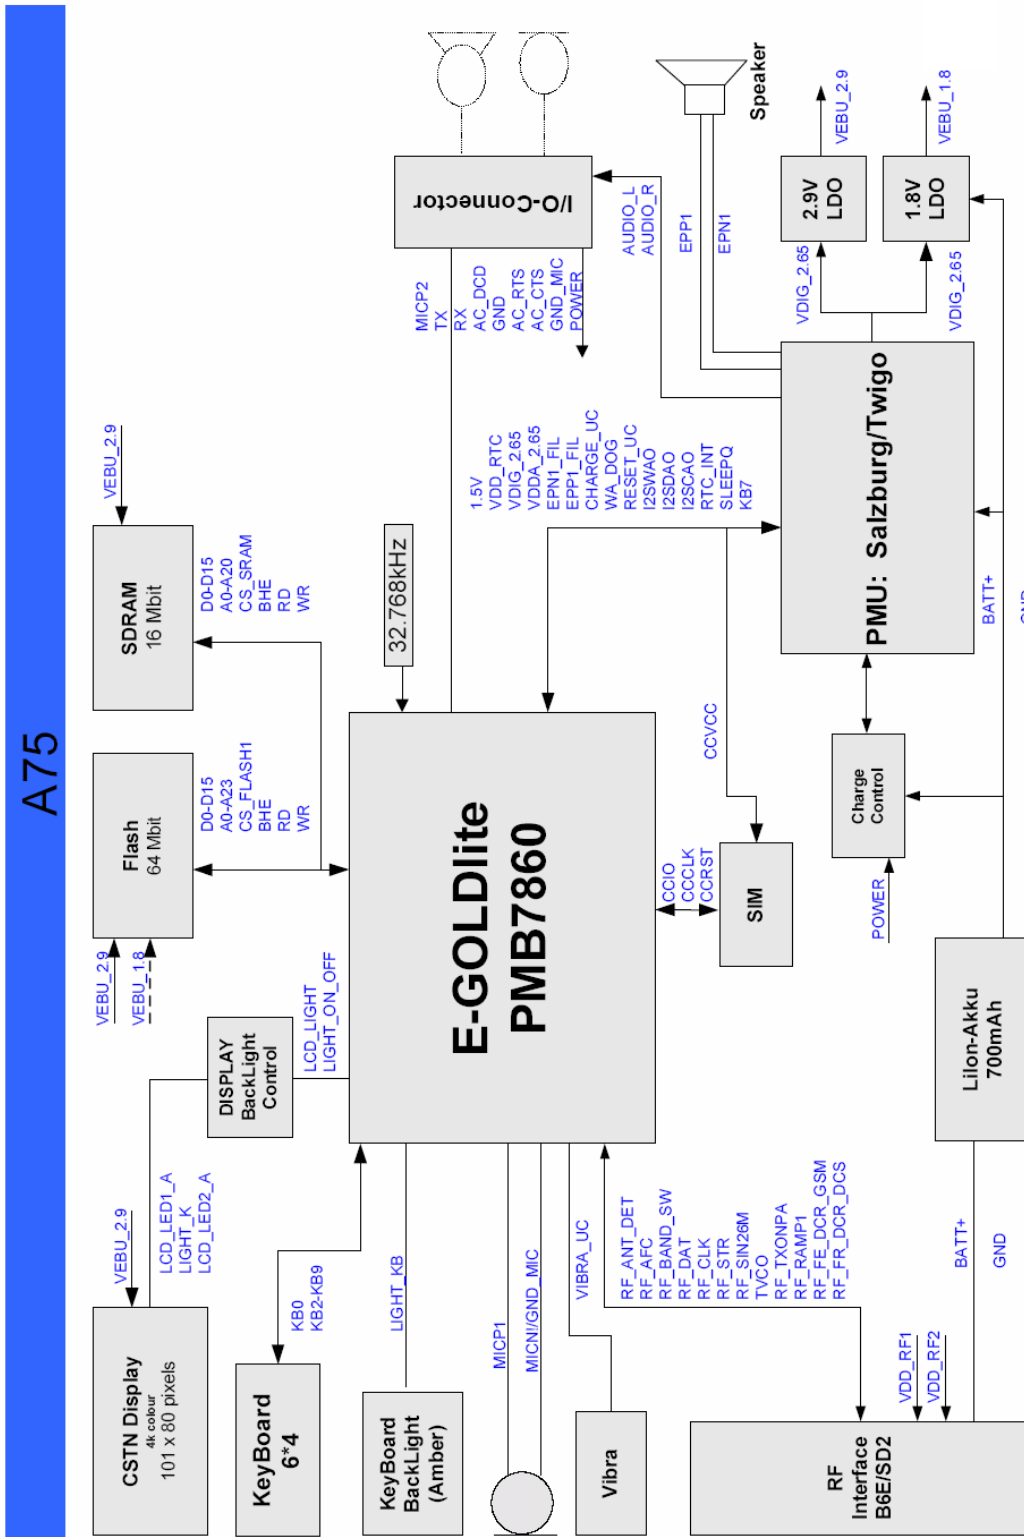 A75
CSTN Display
4k colour
101 x 80 pixels
VEBU_2.9
LCD_LED1_A
LIGHT_K
LCD_LED2_A
DISPLAY
BackLight
Control
LCD_LIGHT
LIGHT_ON_OFF
VEBU_2.9
VEBU_1.8
Flash
64 Mbit
D0-D15
A0-A23
CS_FLASH1
BHE
RD
WR
SDRAM
16 Mbit
VEBU_2.9
D0-D15
A0-A20
CS_SRAM
BHE
RD
WR
KeyBoard
6*4
KB0
KB2-KB9
KeyBoard
BackLight
(Amber)
LIGHT_KB
MICP1
MICN!/GND_MIC
Vibra
VIBRA_UC
E-GOLDlite
PMB7860
32.768kHz
I/O-Connector
MICP2
TX
RX
AC_DCD
GND
AC_RTS
AC_CTS
GND_MIC
POWER
AUDIO_L
AUDIO_R
EPP1
EPN1
Speaker
1.5V
VDD_RTC
VDIG_2.65
VDDA_2.65
EPN1_FIL
EPP1_FIL
CHARGE_UC
WA_DOG
RESET_UC
I2SWAO
I2SDAO
I2SCAO
RTC_INT
SLEEPQ
KB7
RF_ANT_DET
RF_AFC
RF_BAND_SW
RF_DAT
RF_CLK
RF_STR
RF_SIN26M
TVCO
RF_TXONPA
RF_RAMP1
RF_FE_DCR_GSM
RF_FR_DCR_DCS
CCIO
CCCLK
CCRST
SIM
CCVCC
PMU: Salzburg/Twigo
VDIG_2.65
2.9V
LDO
VEBU_2.9
VDIG_2.65
1.8V
LDO
VEBU_1.8
Charge
Control
POWER
BATT+
GND
LiIon-Akku
700mAh
BATT+
GND
RF
Interface
B6E/SD2
VDD_RF1
VDD_RF2